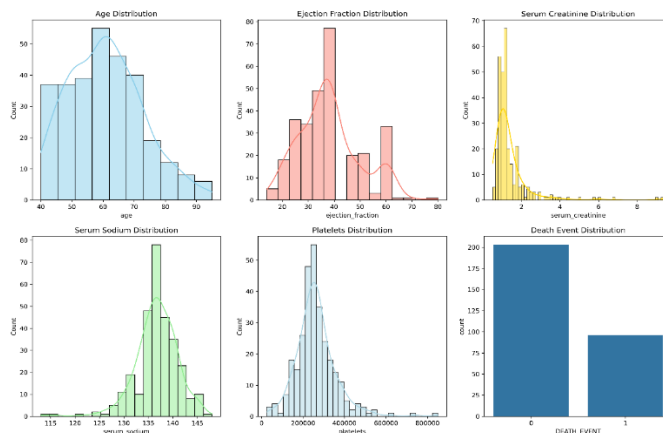 Age Distribution
Count
50
40
30
20
10
0
40 50 60 70 80 90
age
Ejection Fraction Distribution
Count
80
70
60
50
40
30
20
10
0
20 30 40 50 60 70 80
ejection_fraction
Serum Creatinine Distribution
Count
70
60
50
40
30
20
10
0
2 4 6 8
serum_creatinine
Serum Sodium Distribution
Count
80
70
60
50
40
30
20
10
0
115 120 125 130 135 140 145
serum_sodium
Platelets Distribution
Count
50
40
30
20
10
0
0 200000 400000 600000 800000
platelets
Death Event Distribution
count
200
175
150
125
100
75
50
25
0
0 1
DEATH_EVENT